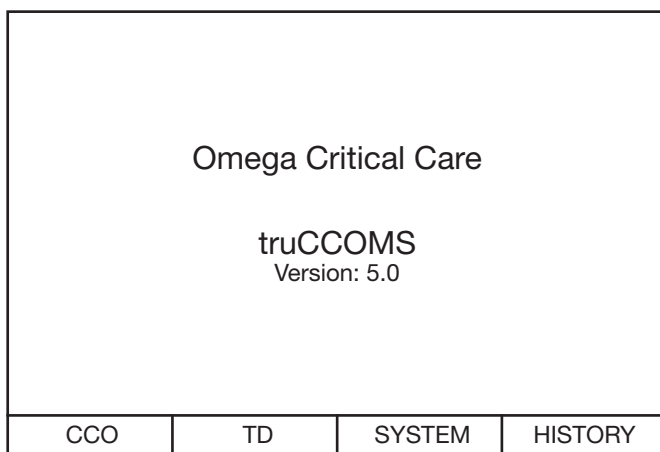 Omega Critical Care
truCCOMS
Version: 5.0
CCO TD SYSTEM HISTORY